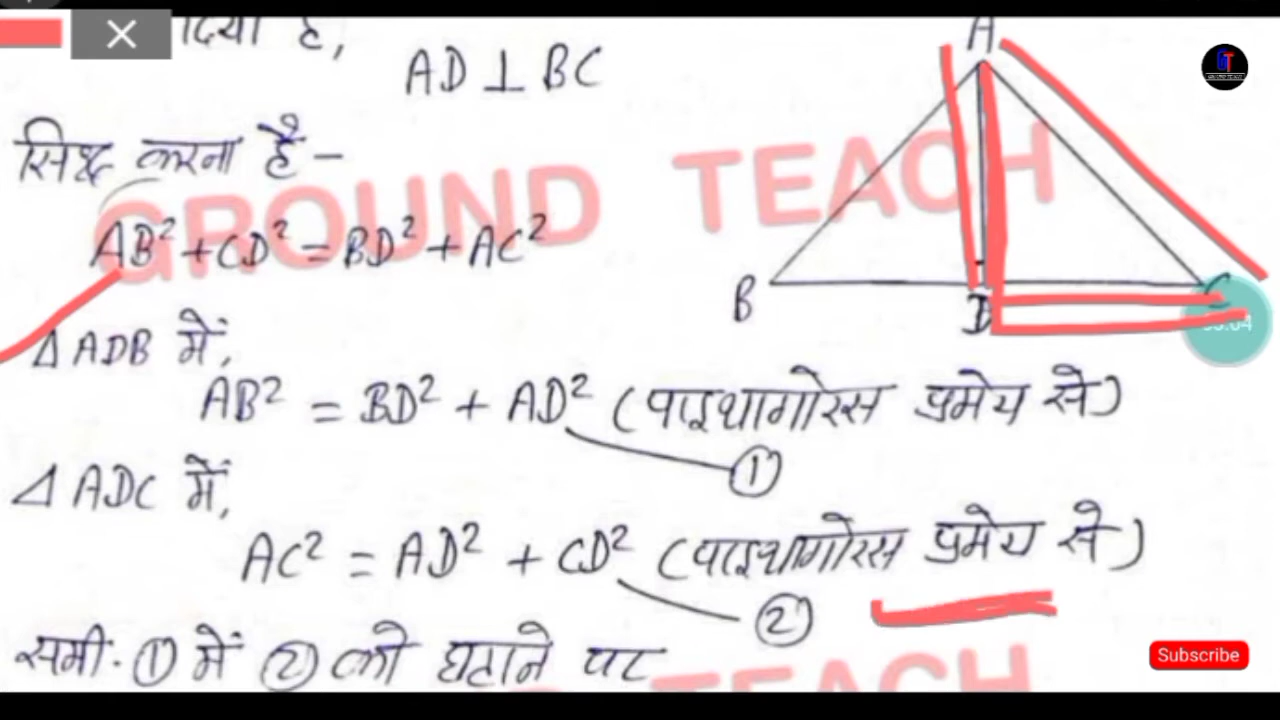 दिया है,
AD ⊥ BC
सिद्ध करना है -
AB² + CD² = BD² + AC²
A
B
D
C
Δ ADB में,
AB² = BD² + AD² (पाइथागोरस प्रमेय से)
①
Δ ADC में,
AC² = AD² + CD² (पाइथागोरस प्रमेय से)
②
समी. ① में ② को घटाने पर
GROUND TEACH
Subscribe